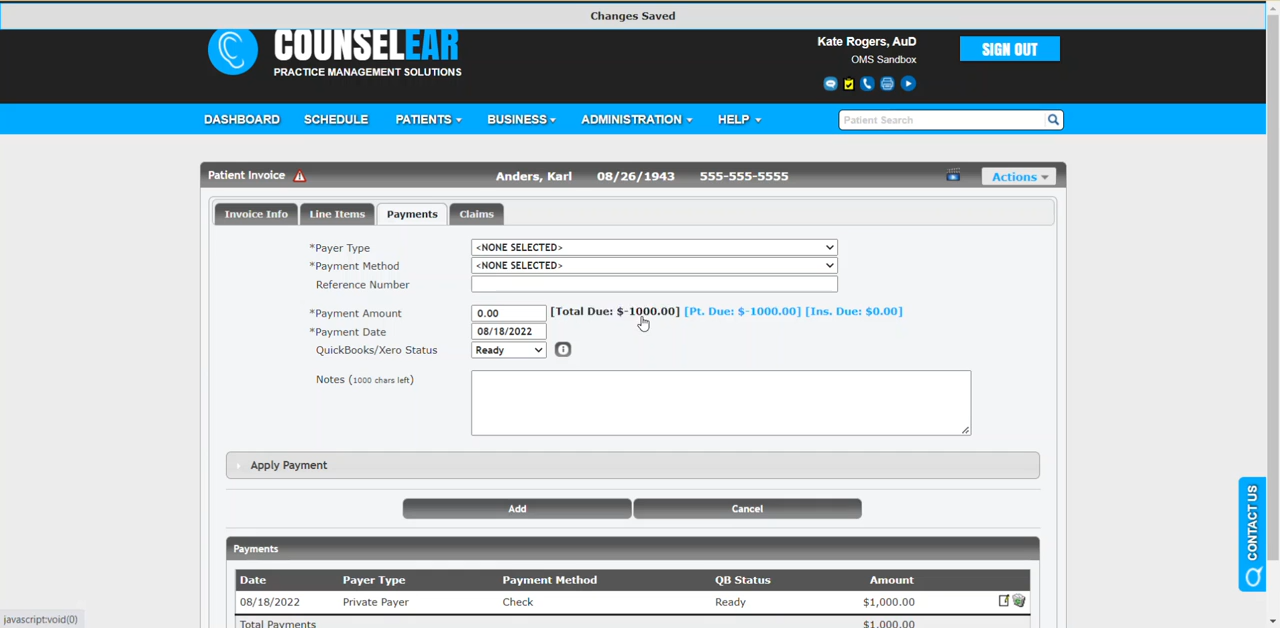 Changes Saved
COUNSELEAR
PRACTICE MANAGEMENT SOLUTIONS
Kate Rogers, AuD
OMS Sandbox
SIGN OUT
DASHBOARD SCHEDULE PATIENTS BUSINESS ADMINISTRATION HELP Patient Search
Patient Invoice Anders, Karl 08/26/1943 555-555-5555 Actions
Invoice Info Line Items Payments Claims
*Payer Type <NONE SELECTED>
*Payment Method <NONE SELECTED>
Reference Number
*Payment Amount 0.00 [Total Due: $-1000.00] [Pt. Due: $-1000.00] [Ins. Due: $0.00]
*Payment Date 08/18/2022
QuickBooks/Xero Status Ready
Notes (1000 chars left)
Apply Payment
Add Cancel
CONTACT US
Payments
Date Payer Type Payment Method QB Status Amount
08/18/2022 Private Payer Check Ready $1,000.00
Total Payments $1,000.00
javascript:void(0)